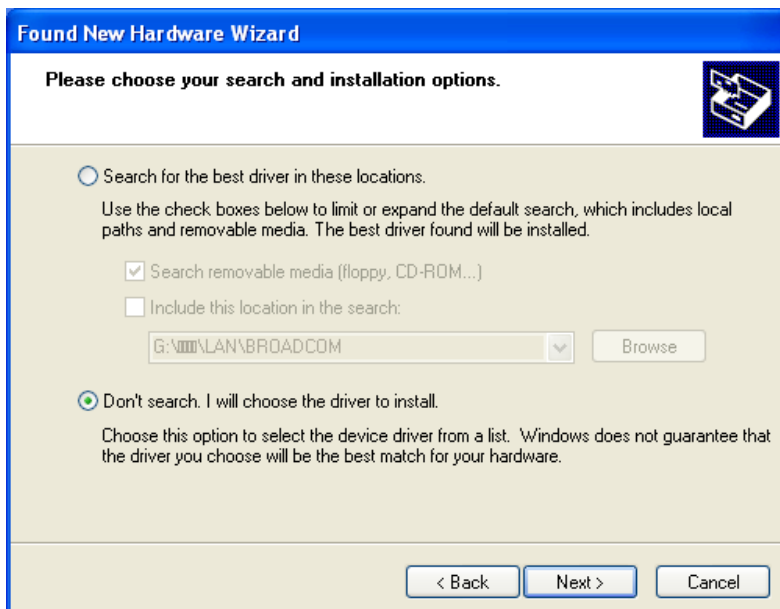 Found New Hardware Wizard
Please choose your search and installation options.
Search for the best driver in these locations.
Use the check boxes below to limit or expand the default search, which includes local
paths and removable media. The best driver found will be installed.
Search removable media (floppy, CD-ROM...)
Include this location in the search:
G:\▯▯▯▯\LAN\BROADCOM
Browse
Don't search. I will choose the driver to install.
Choose this option to select the device driver from a list. Windows does not guarantee that
the driver you choose will be the best match for your hardware.
< Back
Next >
Cancel